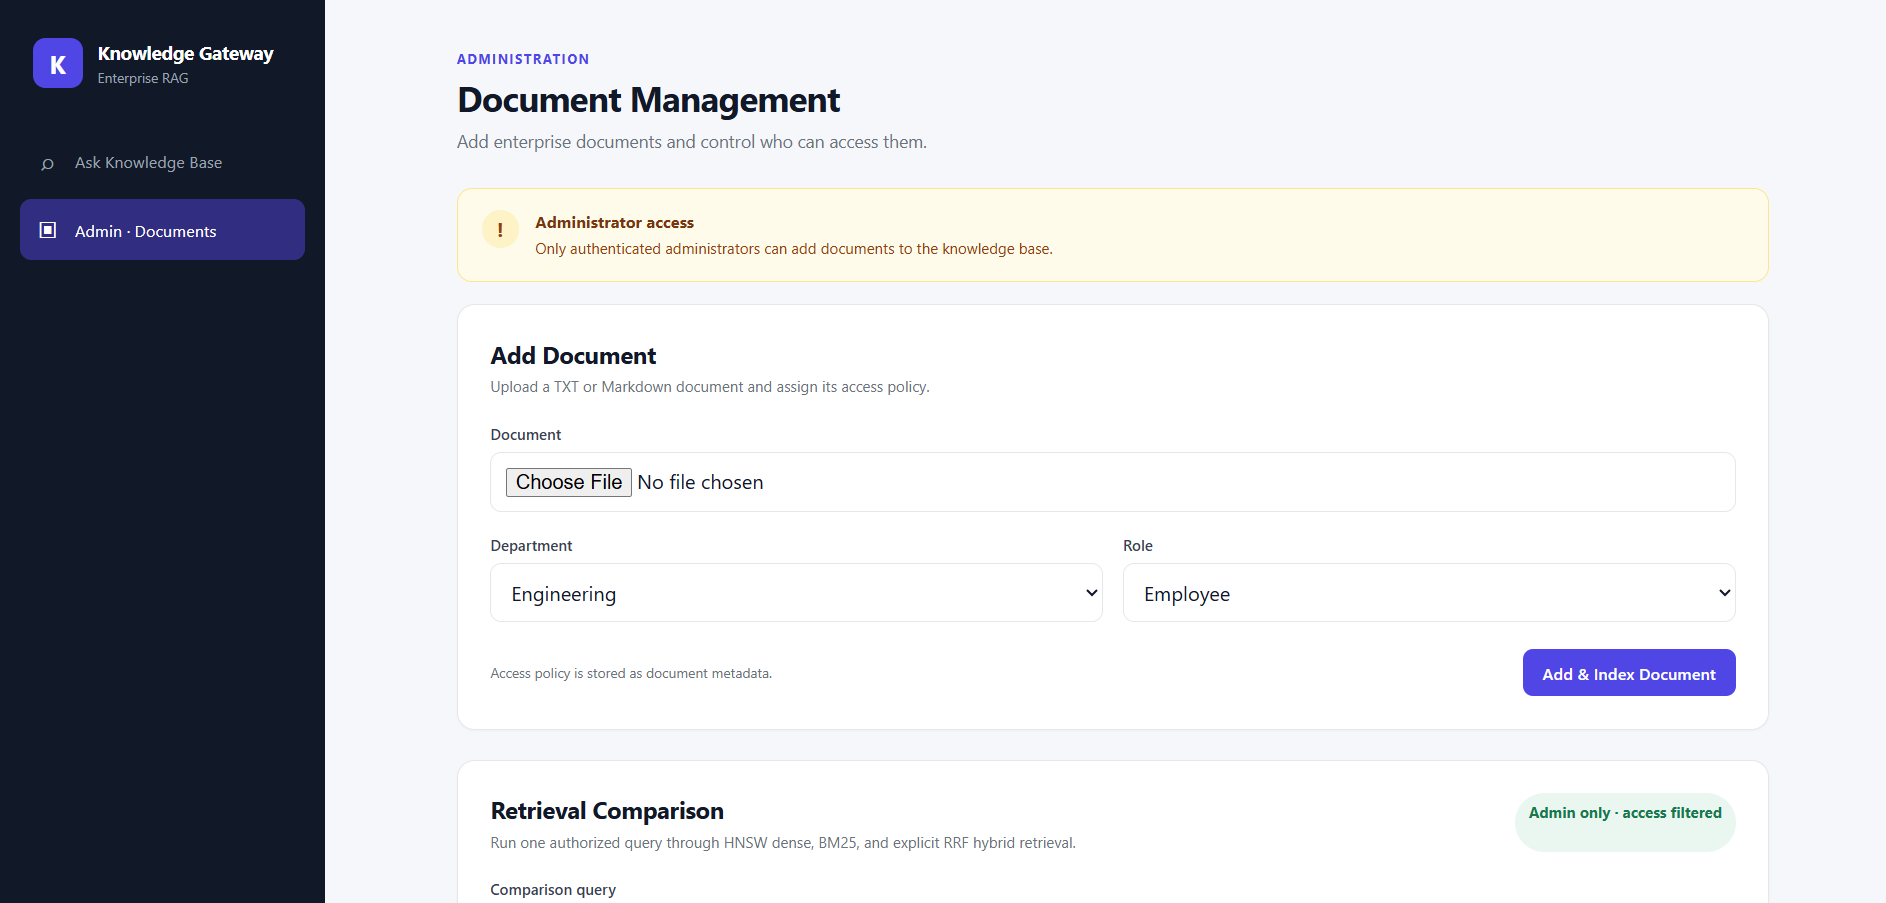 K
Knowledge Gateway
Enterprise RAG
Ask Knowledge Base
Admin · Documents
ADMINISTRATION
Document Management
Add enterprise documents and control who can access them.
!
Administrator access
Only authenticated administrators can add documents to the knowledge base.
Add Document
Upload a TXT or Markdown document and assign its access policy.
Document
Choose File No file chosen
Department
Role
Engineering
Employee
Access policy is stored as document metadata.
Add & Index Document
Retrieval Comparison
Admin only · access filtered
Run one authorized query through HNSW dense, BM25, and explicit RRF hybrid retrieval.
Comparison query